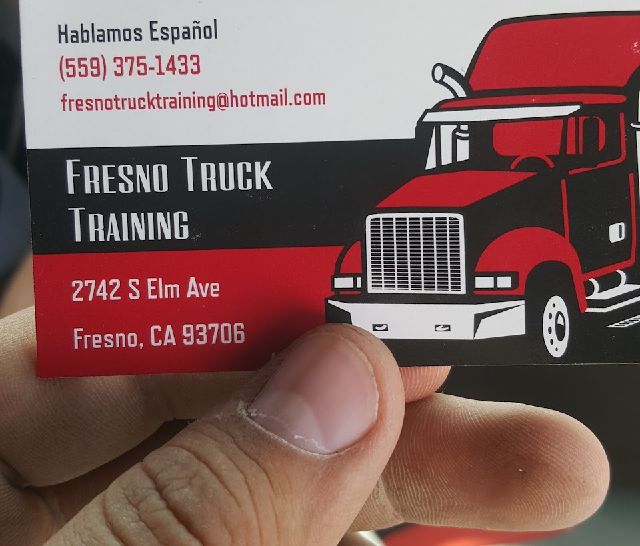 Hablamos Español
(559) 375-1433
fresnotrucktraining@hotmail.com
Fresno Truck
Training
2742 S Elm Ave
Fresno, CA 93706